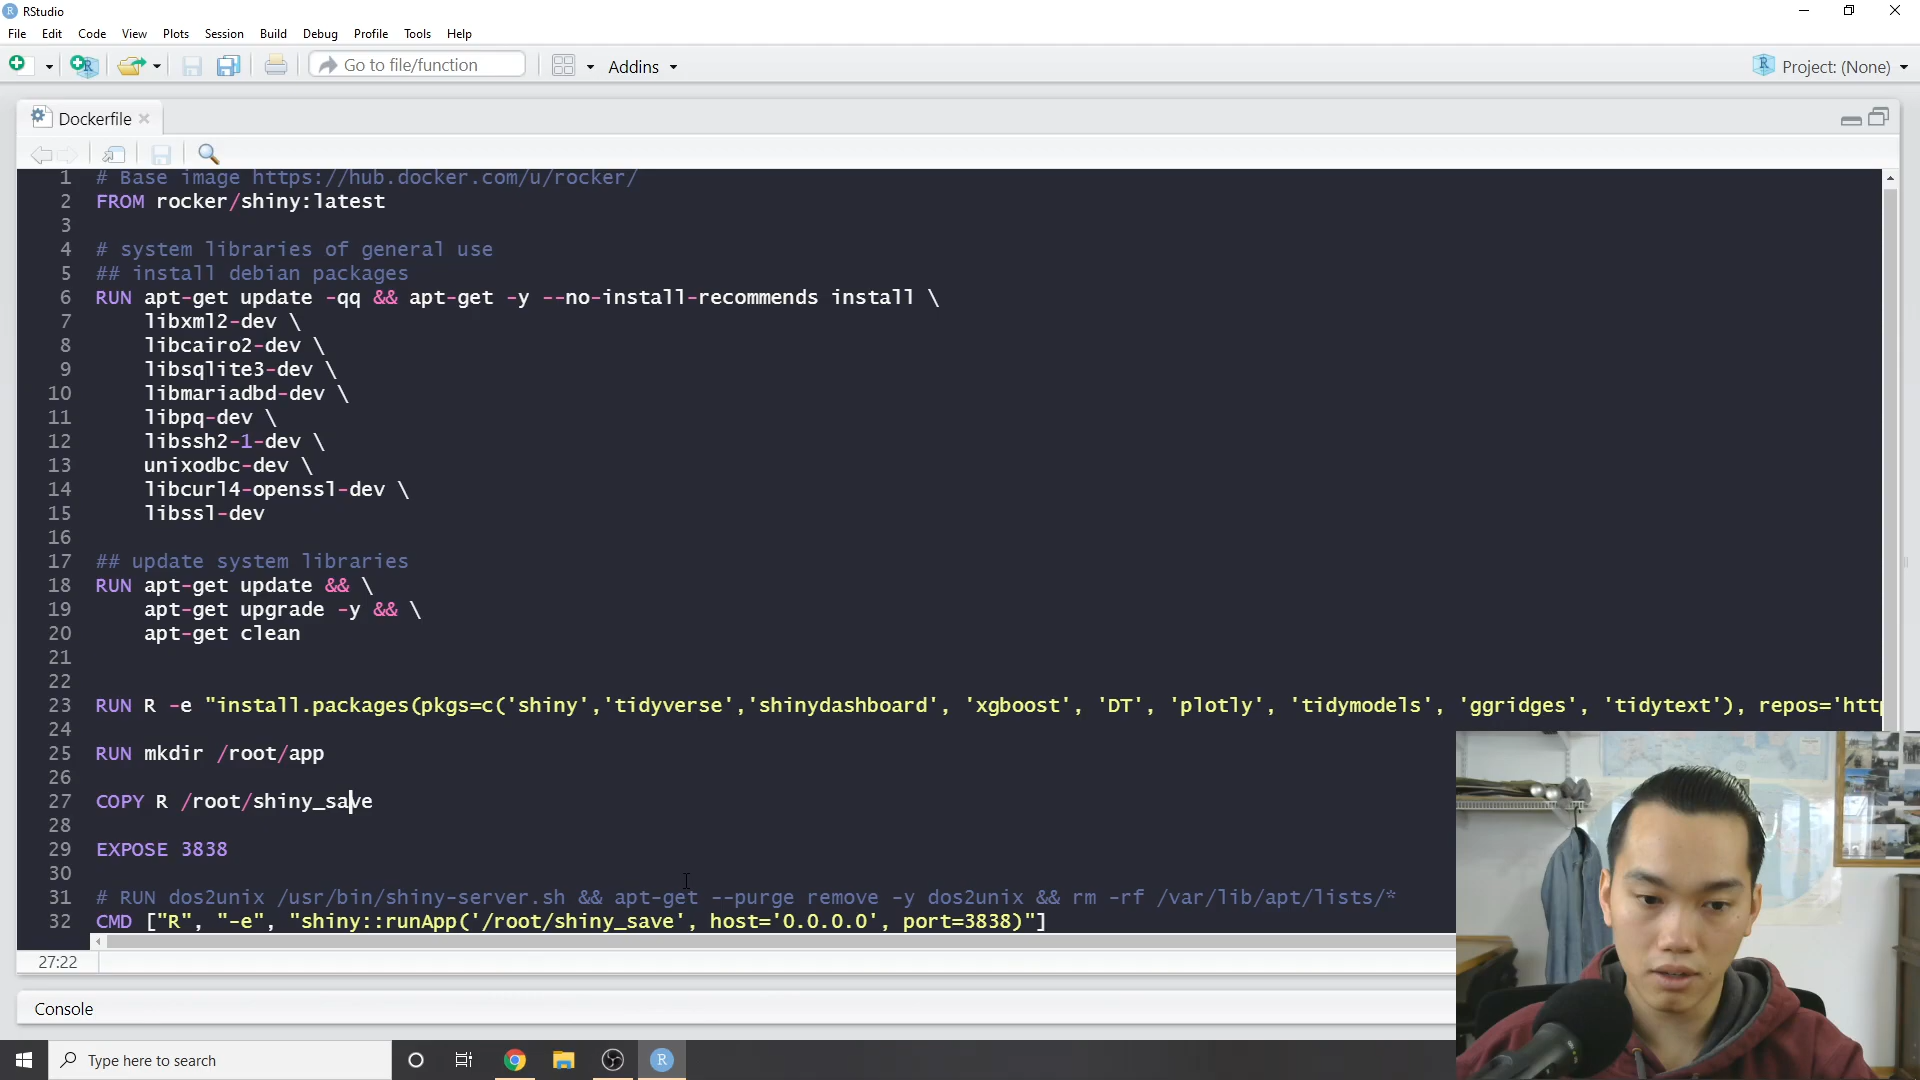 RStudio
File Edit Code View Plots Session Build Debug Profile Tools Help
Go to file/function Addins Project: (None)
Dockerfile
1 # Base image https://hub.docker.com/u/rocker/
2 FROM rocker/shiny:latest
3
4 # system libraries of general use
5 ## install debian packages
6 RUN apt-get update -qq && apt-get -y --no-install-recommends install \
7 libxml2-dev \
8 libcairo2-dev \
9 libsqlite3-dev \
10 libmariadbd-dev \
11 libpq-dev \
12 libssh2-1-dev \
13 unixodbc-dev \
14 libcurl4-openssl-dev \
15 libssl-dev
16
17 ## update system libraries
18 RUN apt-get update && \
19 apt-get upgrade -y && \
20 apt-get clean
21
22
23 RUN R -e "install.packages(pkgs=c('shiny','tidyverse','shinydashboard', 'xgboost', 'DT', 'plotly', 'tidymodels', 'ggridges', 'tidytext'), repos='http
24
25 RUN mkdir /root/app
26
27 COPY R /root/shiny_save
28
29 EXPOSE 3838
30
31 # RUN dos2unix /usr/bin/shiny-server.sh && apt-get --purge remove -y dos2unix && rm -rf /var/lib/apt/lists/*
32 CMD ["R", "-e", "shiny::runApp('/root/shiny_save', host='0.0.0.0', port=3838)"]
27:22
Console
Type here to search